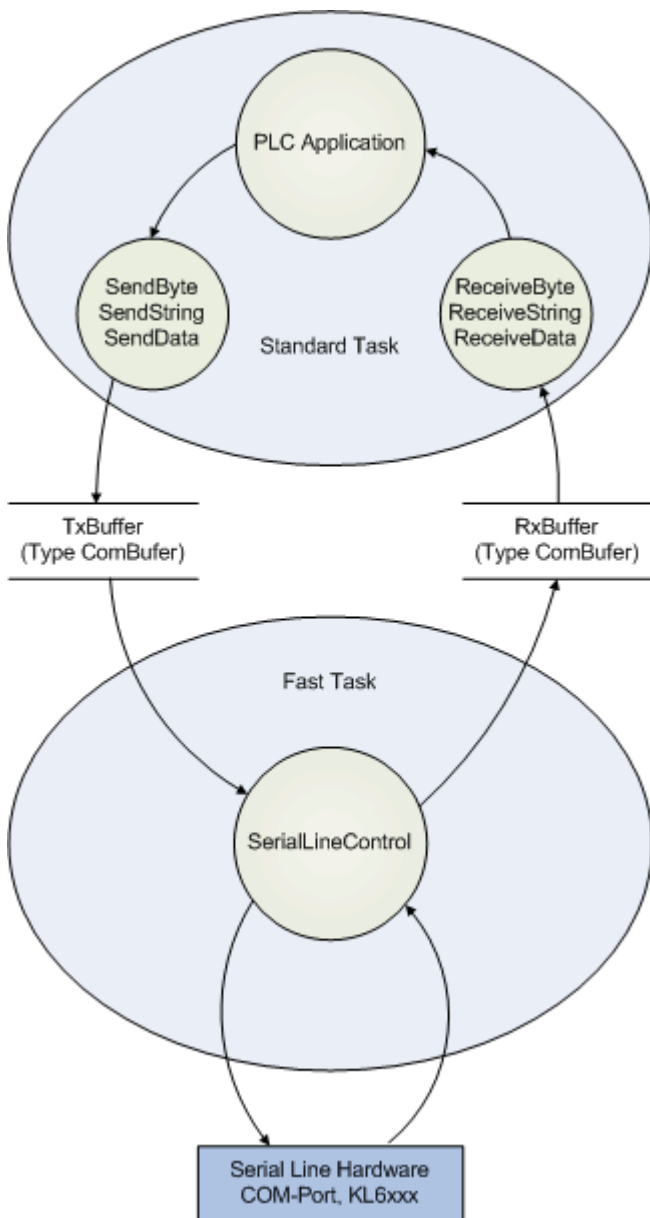 PLC Application
SendByte
SendString
SendData
ReceiveByte
ReceiveString
ReceiveData
Standard Task
TxBuffer
(Type ComBufer)
RxBuffer
(Type ComBufer)
Fast Task
SerialLineControl
Serial Line Hardware
COM-Port, KL6xxx